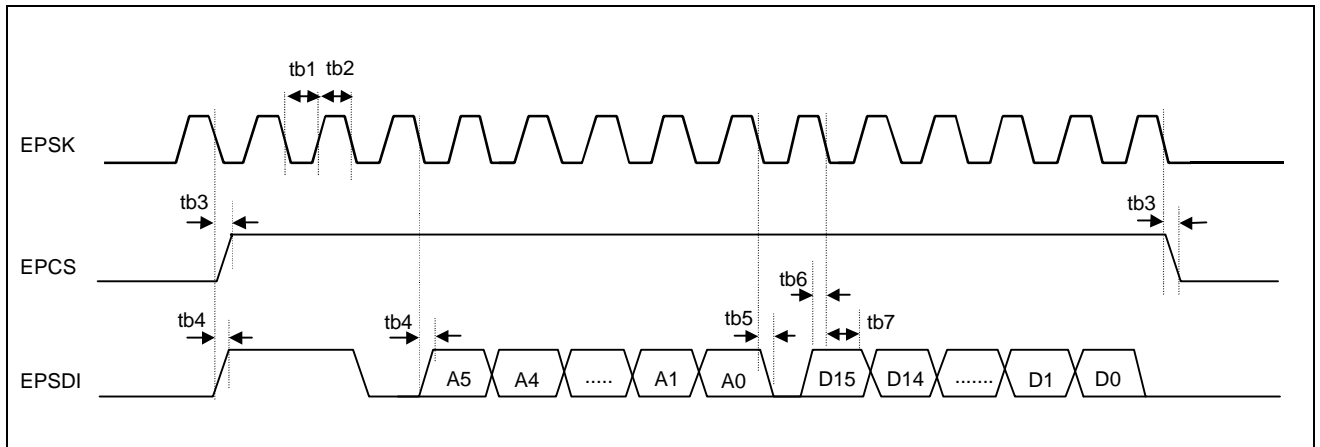 tb1 tb2
EPSK
tb3 tb3
EPCS
tb6
tb4 tb4 tb5 tb7
EPSDI A5 A4 ..... A1 A0 D15 D14 ....... D1 D0